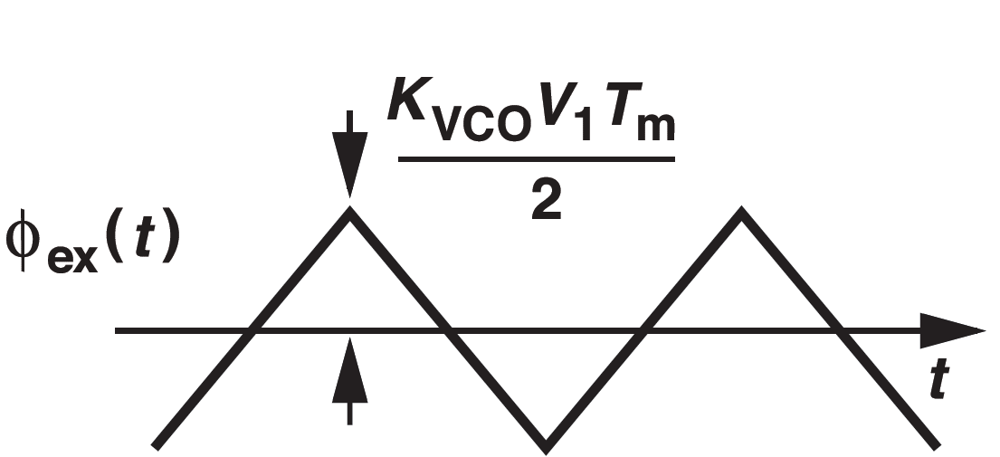 K_VCO V_1 T_m
2
ϕ_ex(t)
t